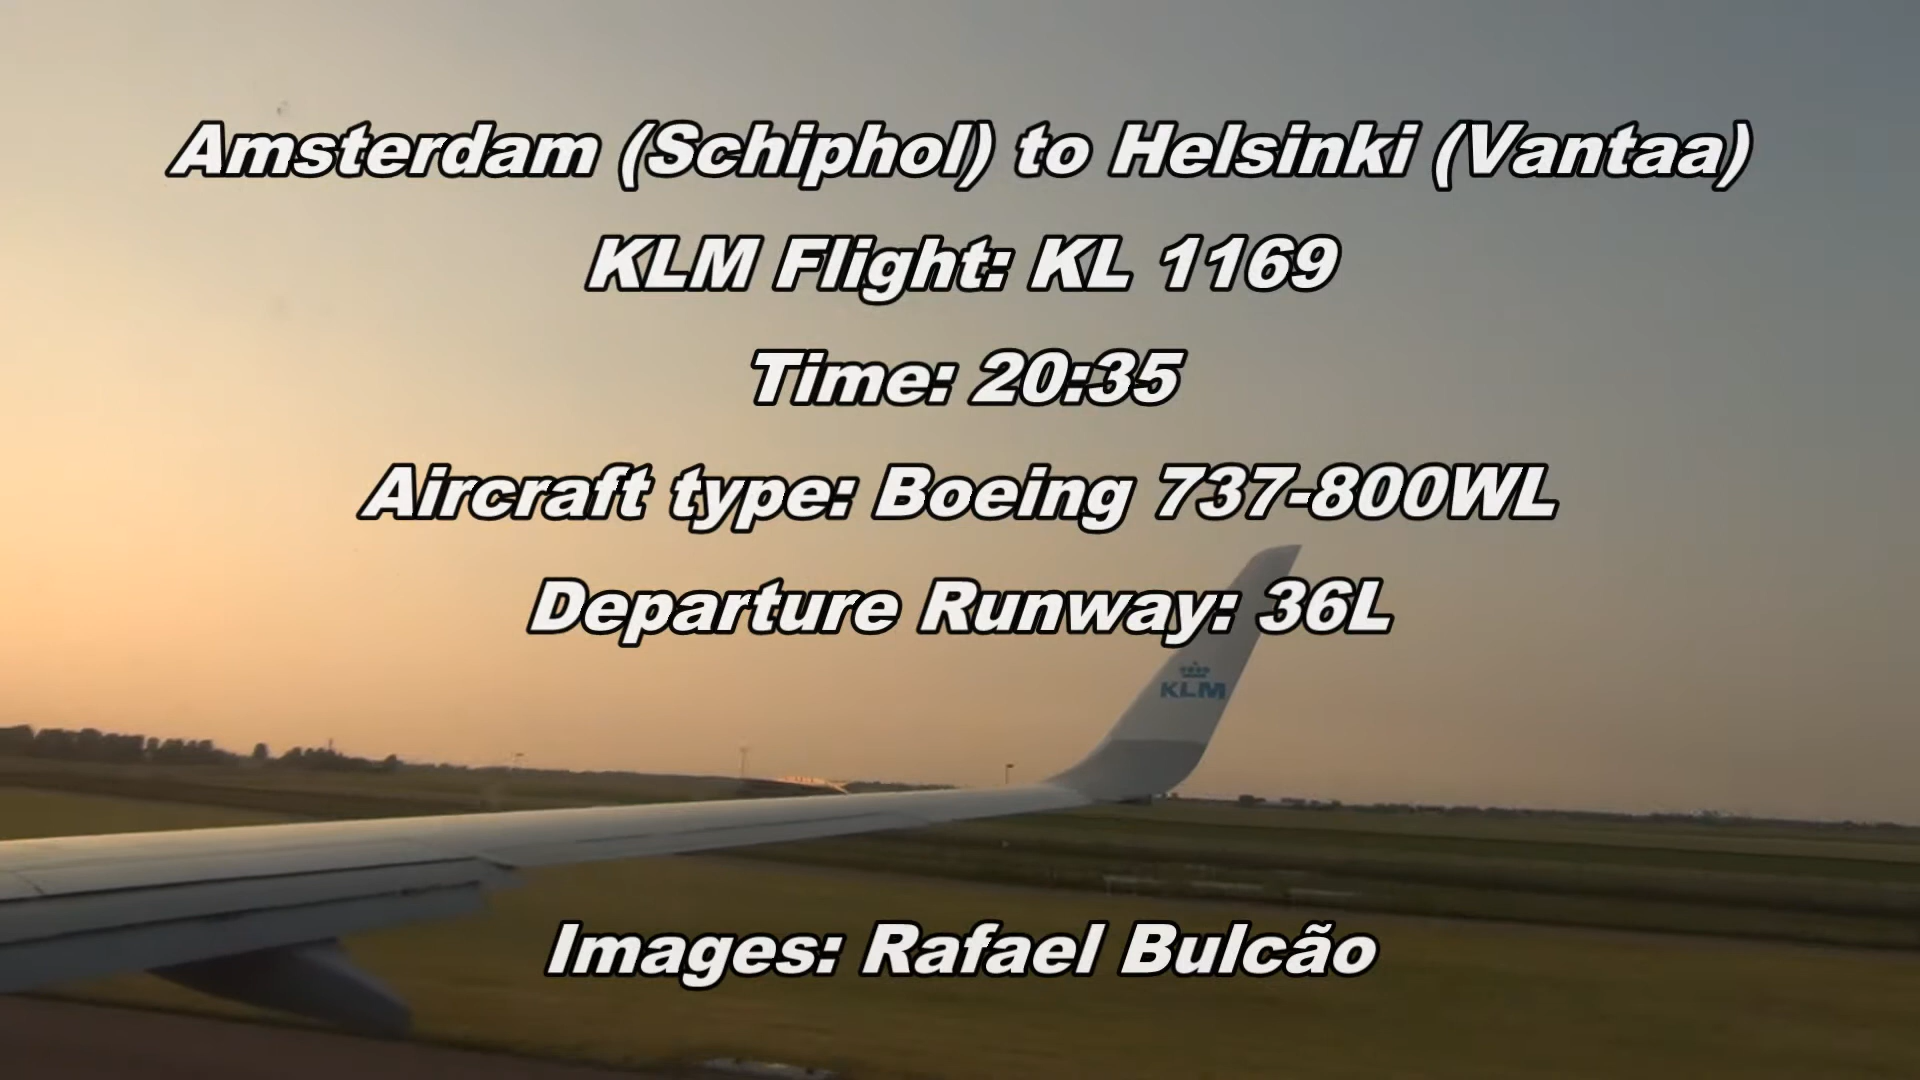 Amsterdam (Schiphol) to Helsinki (Vantaa)
KLM Flight: KL 1169
Time: 20:35
Aircraft type: Boeing 737-800WL
Departure Runway: 36L
KLM
Images: Rafael Bulcão